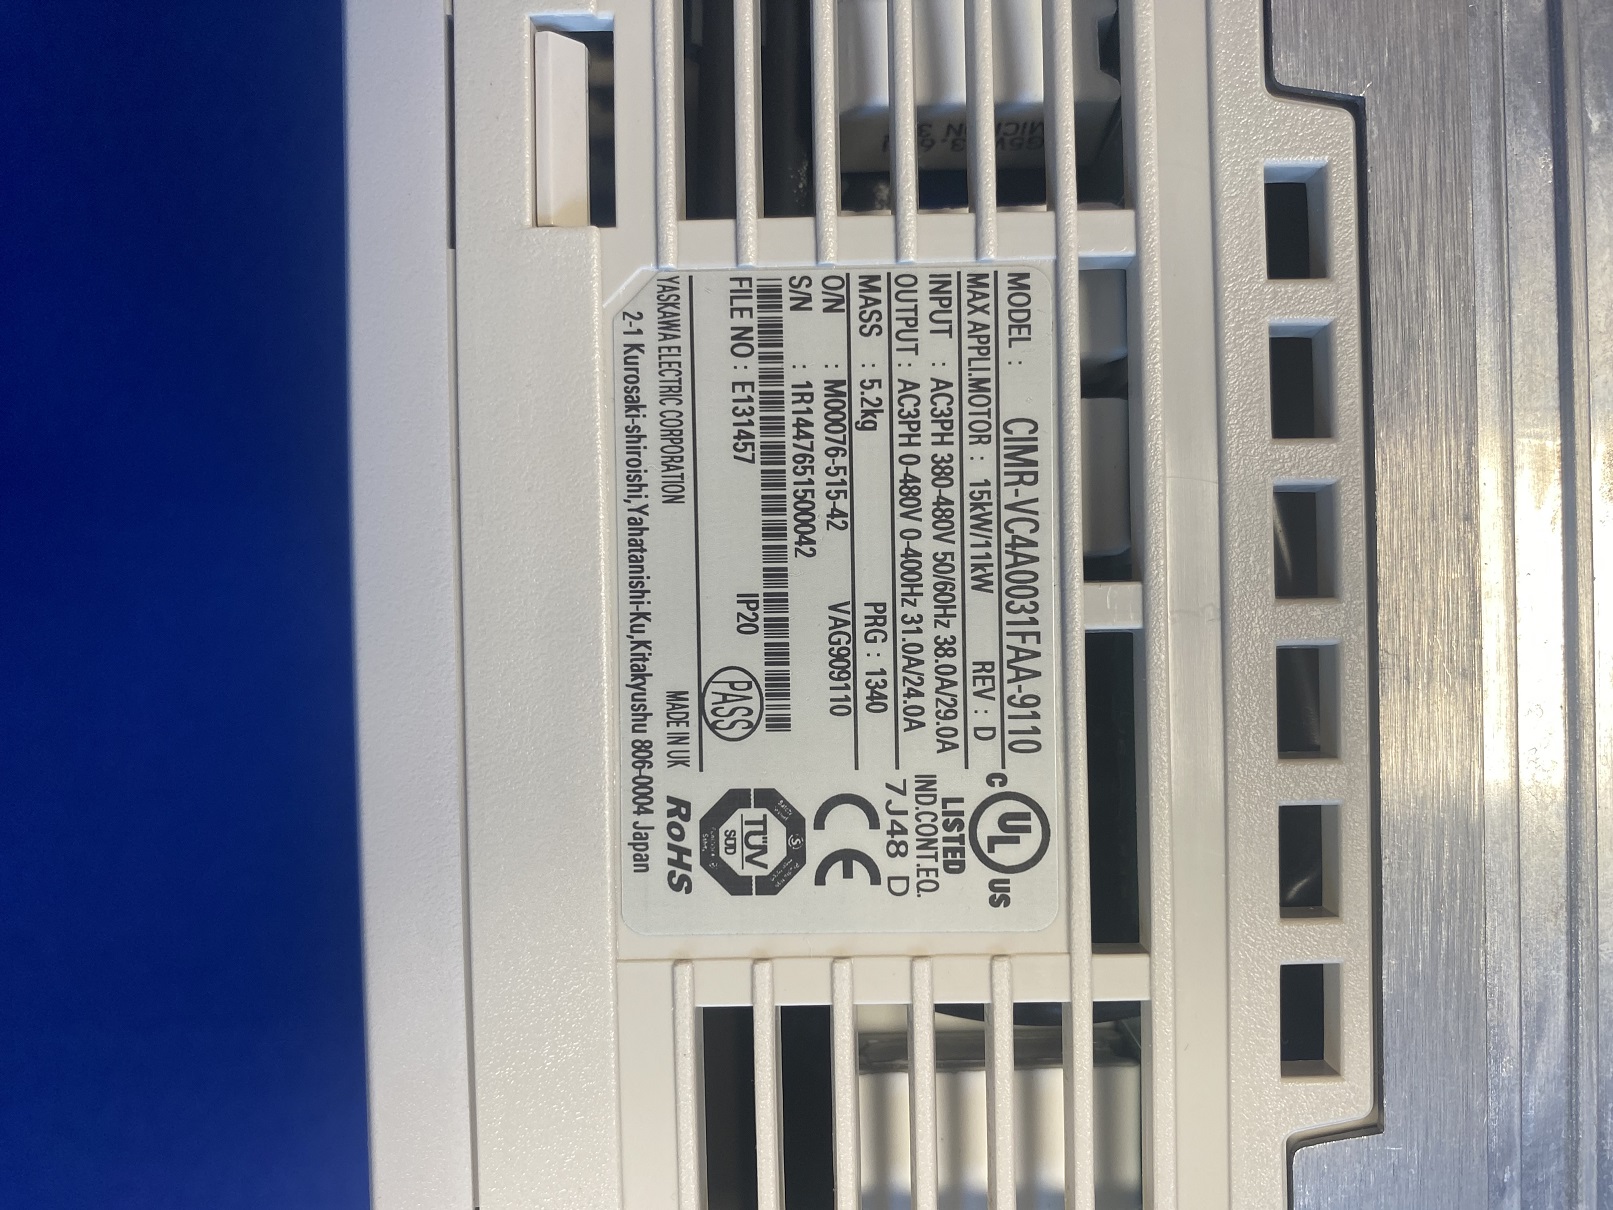 MODEL : CIMR-VC4A0031FAA-9110
MAX APPLI.MOTOR : 15kW/11kW REV : D
INPUT : AC3PH 380-480V 50/60Hz 38.0A/29.0A
OUTPUT : AC3PH 0-480V 0-400Hz 31.0A/24.0A
MASS : 5.2kg PRG : 1340
O/N : M00076-515-42 VAG909110
S/N : 1R14476515000042
FILE NO : E131457 IP20
PASS
YASKAWA ELECTRIC CORPORATION MADE IN UK
2-1 Kurosaki-shiroishi,Yahatanishi-Ku,Kitakyushu 806-0004 Japan
C UL US
LISTED
IND.CONT.EQ.
7J48 D
CE
TÜV
SÜD
RoHS